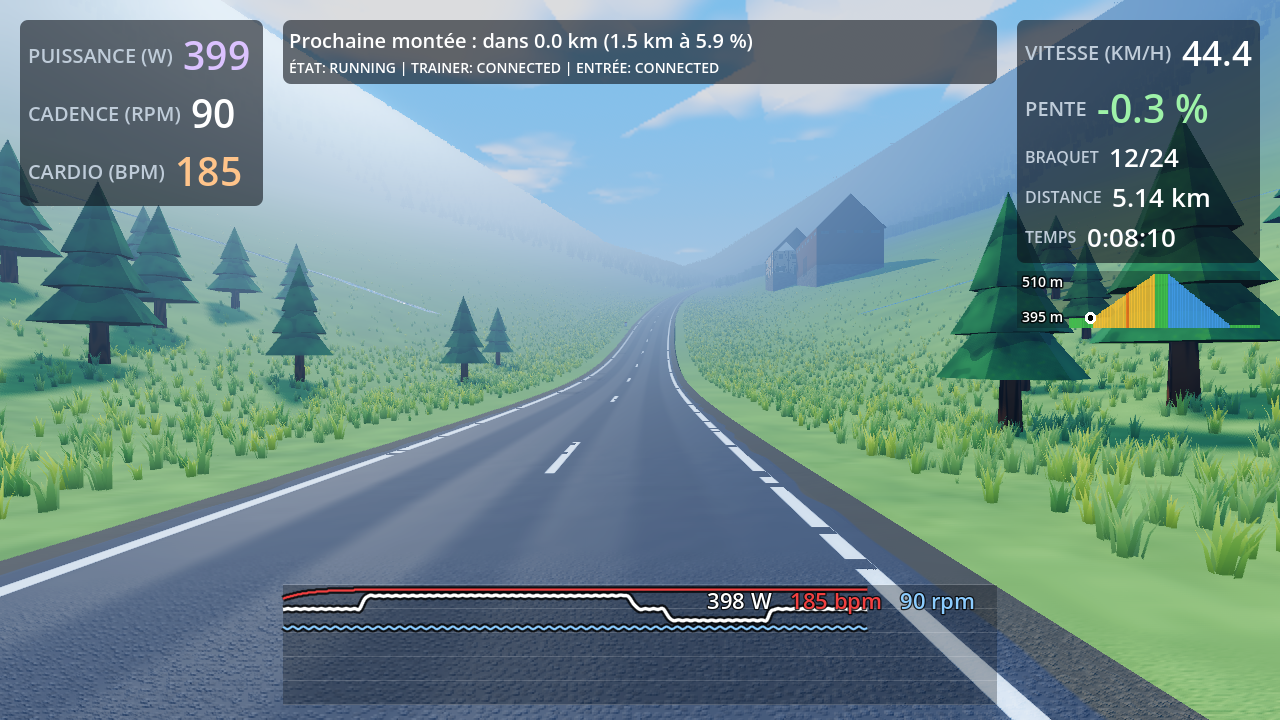 PUISSANCE (W) 399
CADENCE (RPM) 90
CARDIO (BPM) 185
Prochaine montée : dans 0.0 km (1.5 km à 5.9 %)
ÉTAT: RUNNING | TRAINER: CONNECTED | ENTRÉE: CONNECTED
VITESSE (KM/H) 44.4
PENTE -0.3 %
BRAQUET 12/24
DISTANCE 5.14 km
TEMPS 0:08:10
510 m
395 m
398 W 185 bpm 90 rpm